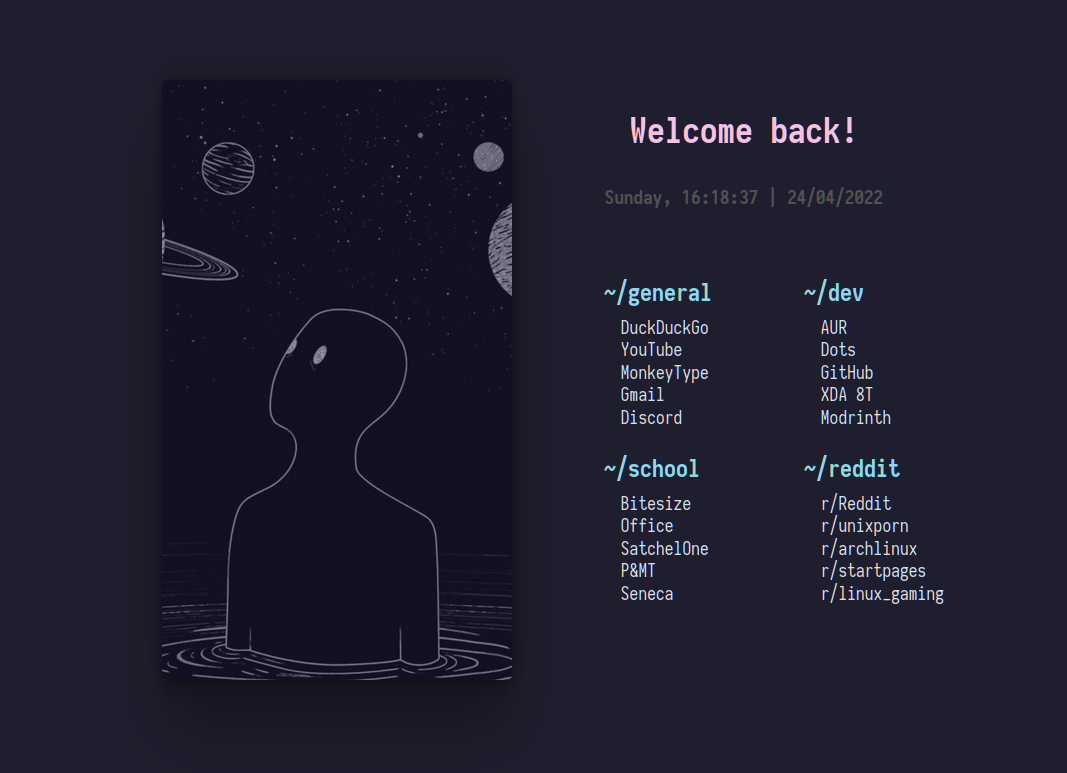 Welcome back!
Sunday, 16:18:37 | 24/04/2022
~/general
DuckDuckGo
YouTube
MonkeyType
Gmail
Discord
~/dev
AUR
Dots
GitHub
XDA 8T
Modrinth
~/school
Bitesize
Office
SatchelOne
P&MT
Seneca
~/reddit
r/Reddit
r/unixporn
r/archlinux
r/startpages
r/linux_gaming